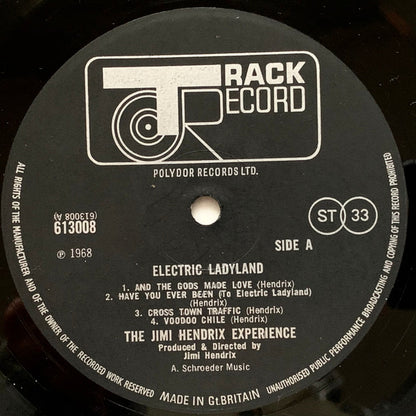 TRACK
RECORD
POLYDOR RECORDS LTD.
(613008 A)
613008
℗ 1968
ST 33
SIDE A
ELECTRIC LADYLAND
1. AND THE GODS MADE LOVE (Hendrix)
2. HAVE YOU EVER BEEN (To Electric Ladyland)
(Hendrix)
3. CROSS TOWN TRAFFIC (Hendrix)
4. VOODOO CHILE (Hendrix)
THE JIMI HENDRIX EXPERIENCE
Produced & Directed by
Jimi Hendrix
A. Schroeder Music
ALL RIGHTS OF THE MANUFACTURER AND OF THE OWNER OF THE RECORDED WORK RESERVED
MADE IN Gt.BRITAIN
UNAUTHORISED PUBLIC PERFORMANCE BROADCASTING AND COPYING OF THIS RECORD PROHIBITED